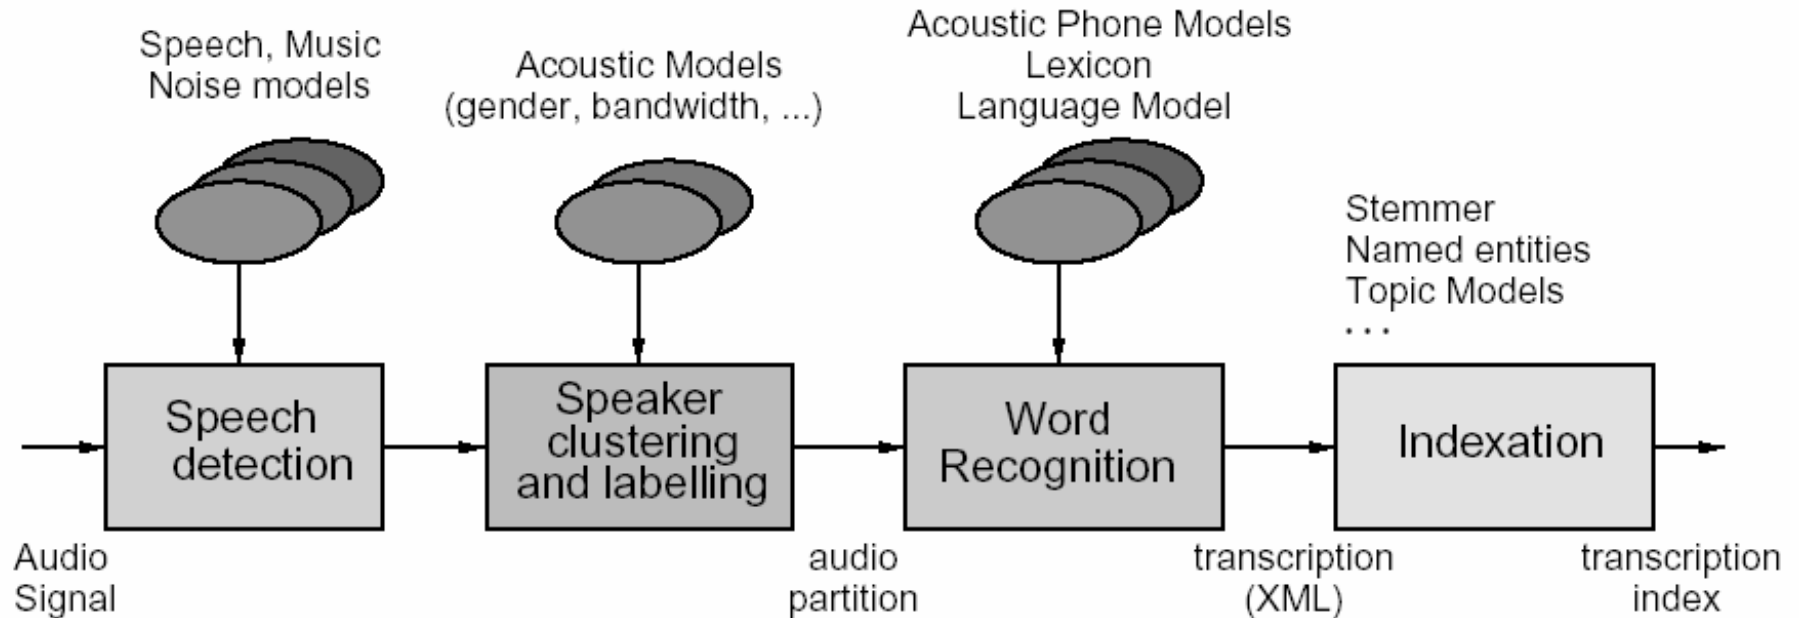 Speech, Music
Noise models
Acoustic Models
(gender, bandwidth, ...)
Acoustic Phone Models
Lexicon
Language Model
Stemmer
Named entities
Topic Models
...
Speech
detection
Speaker
clustering
and labelling
Word
Recognition
Indexation
Audio
Signal
audio
partition
transcription
(XML)
transcription
index